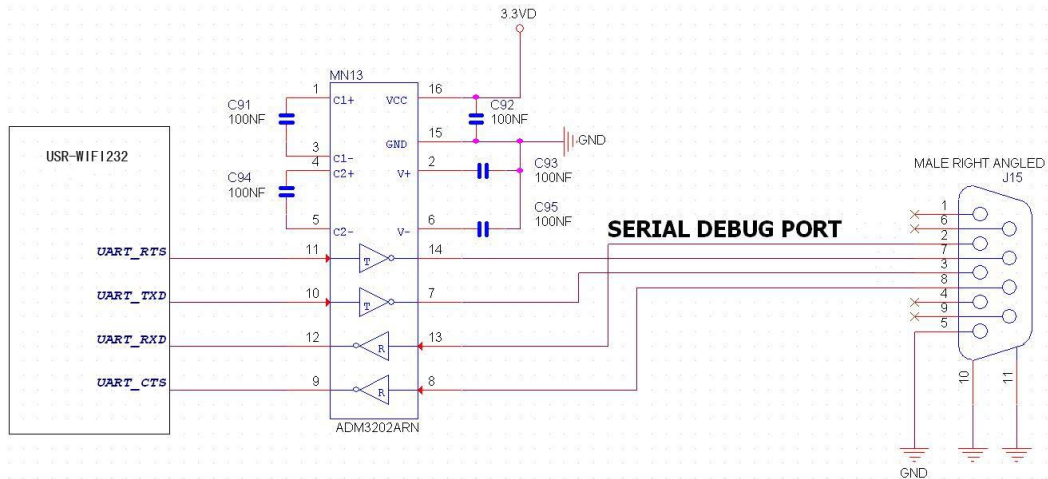 3.3VD
MN13
1 C1+ VCC 16
C91
100NF
C92
100NF
GND 15
GND
3 C1-
4 C2+
V+ 2
C93
100NF
C94
100NF
5 C2-
V- 6
C95
100NF
USR-WIFI232
MALE RIGHT ANGLED
J15
SERIAL DEBUG PORT
UART_RTS 11 T 14
UART_TXD 10 T 7
UART_RXD 12 R 13
UART_CTS 9 R 8
ADM3202ARN
1
6
2
7
3
8
4
9
5
10
11
GND